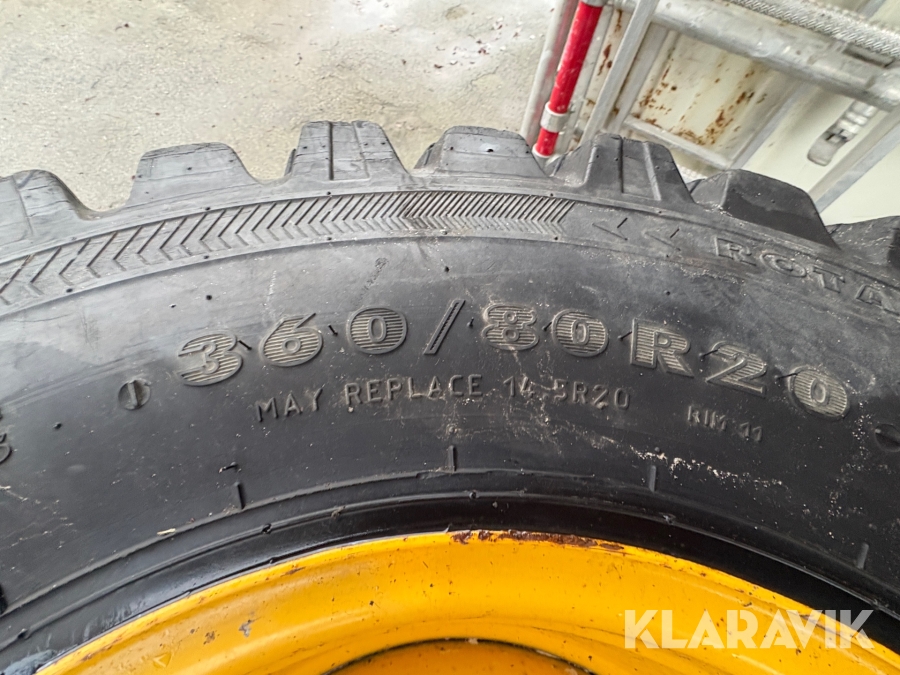 ROTA
360/80R20
MAY REPLACE 14.5R20 RIM 11
KLARAVIK